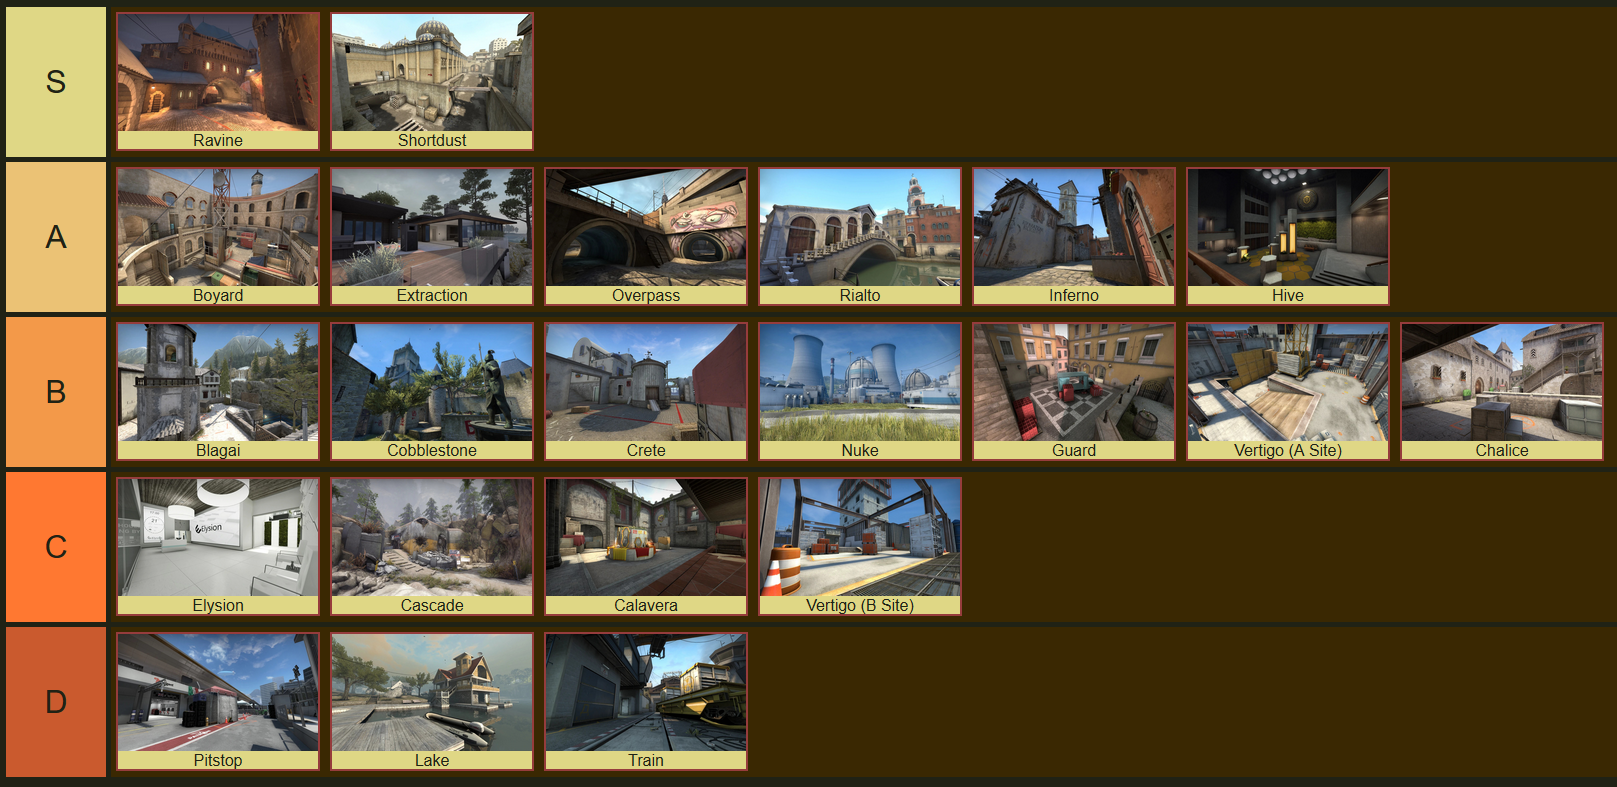 S
Ravine
Shortdust
A
Boyard
Extraction
Overpass
Rialto
Inferno
Hive
B
Blagai
Cobblestone
Crete
Nuke
Guard
Vertigo (A Site)
Chalice
C
Elysion
Elysion
Cascade
Calavera
Vertigo (B Site)
D
Pitstop
Lake
Train